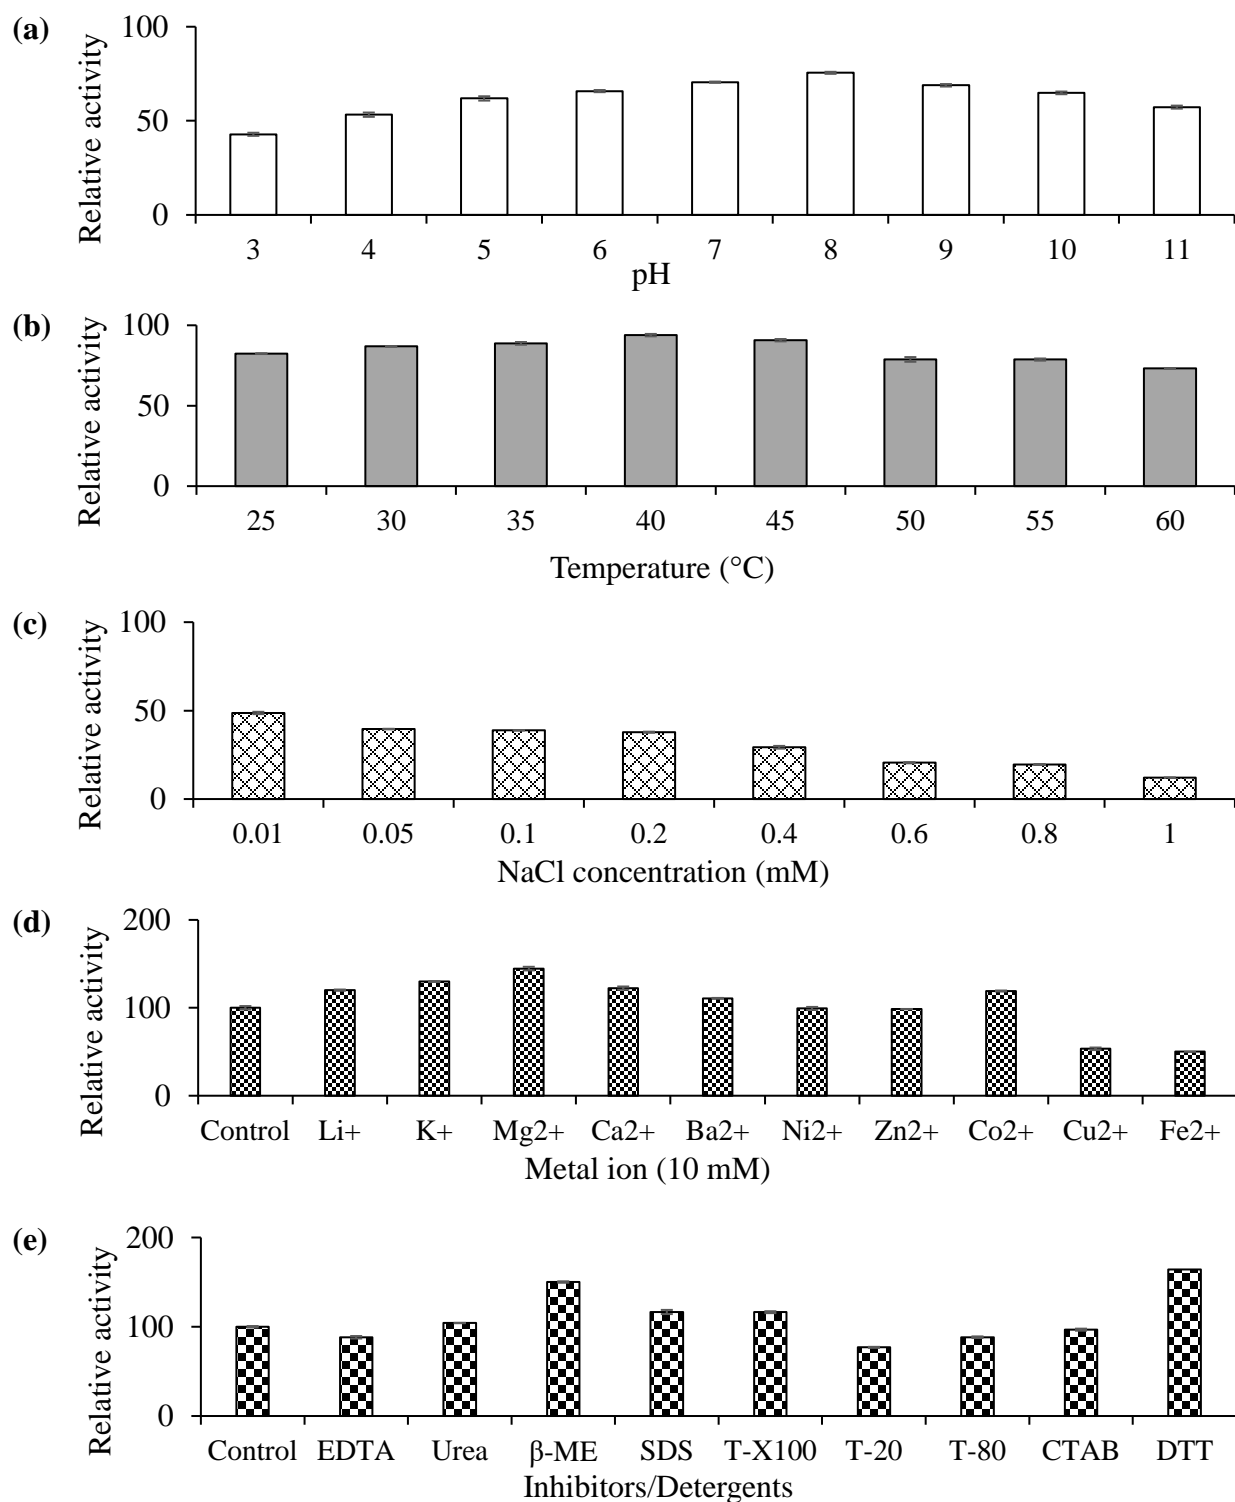 (a)
Relative activity
100
50
0
3 4 5 6 7 8 9 10 11
pH
(b)
Relative activity
100
50
0
25 30 35 40 45 50 55 60
Temperature (°C)
(c)
Relative activity
100
50
0
0.01 0.05 0.1 0.2 0.4 0.6 0.8 1
NaCl concentration (mM)
(d)
Relative activity
200
100
0
Control Li+ K+ Mg2+ Ca2+ Ba2+ Ni2+ Zn2+ Co2+ Cu2+ Fe2+
Metal ion (10 mM)
(e)
Relative activity
200
100
0
Control EDTA Urea β-ME SDS T-X100 T-20 T-80 CTAB DTT
Inhibitors/Detergents